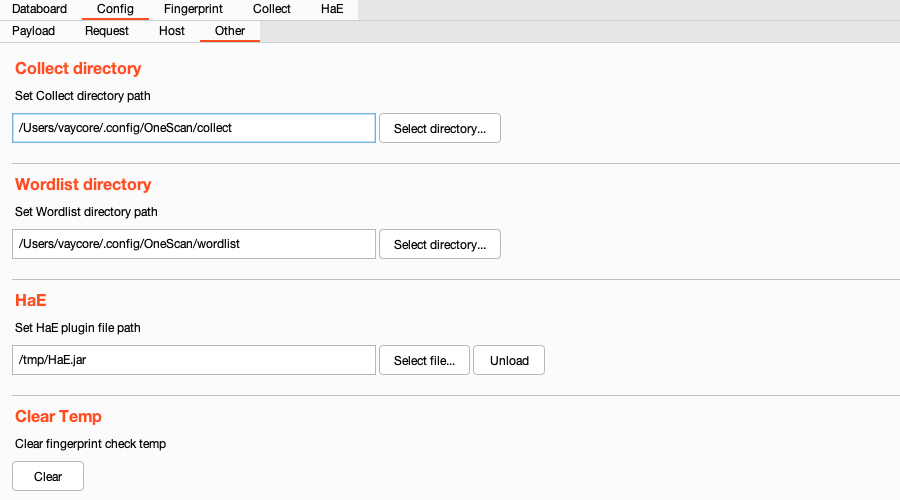 Databoard Config Fingerprint Collect HaE
Payload Request Host Other
Collect directory
Set Collect directory path
/Users/vaycore/.config/OneScan/collect Select directory...
Wordlist directory
Set Wordlist directory path
/Users/vaycore/.config/OneScan/wordlist Select directory...
HaE
Set HaE plugin file path
/tmp/HaE.jar Select file... Unload
Clear Temp
Clear fingerprint check temp
Clear